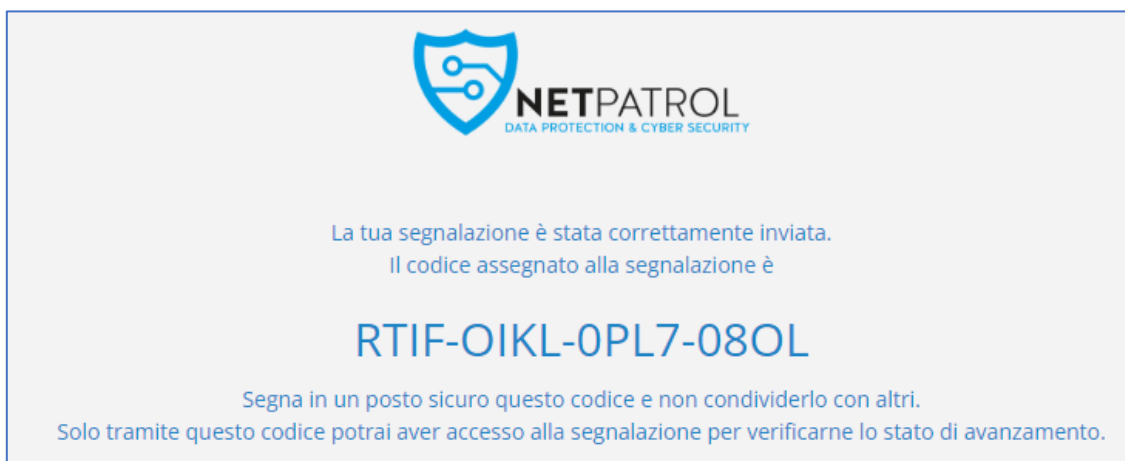 NETPATROL
DATA PROTECTION & CYBER SECURITY
La tua segnalazione è stata correttamente inviata.
Il codice assegnato alla segnalazione è
RTIF-OIKL-0PL7-08OL
Segna in un posto sicuro questo codice e non condividerlo con altri.
Solo tramite questo codice potrai aver accesso alla segnalazione per verificarne lo stato di avanzamento.